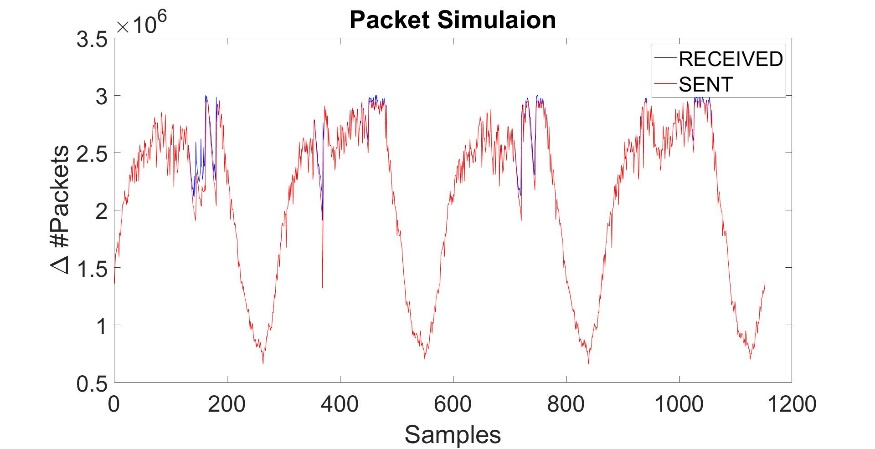 Packet Simulaion
×10^6
3.5
3
2.5
2
1.5
1
0.5
Δ #Packets
RECEIVED
SENT
0 200 400 600 800 1000 1200
Samples